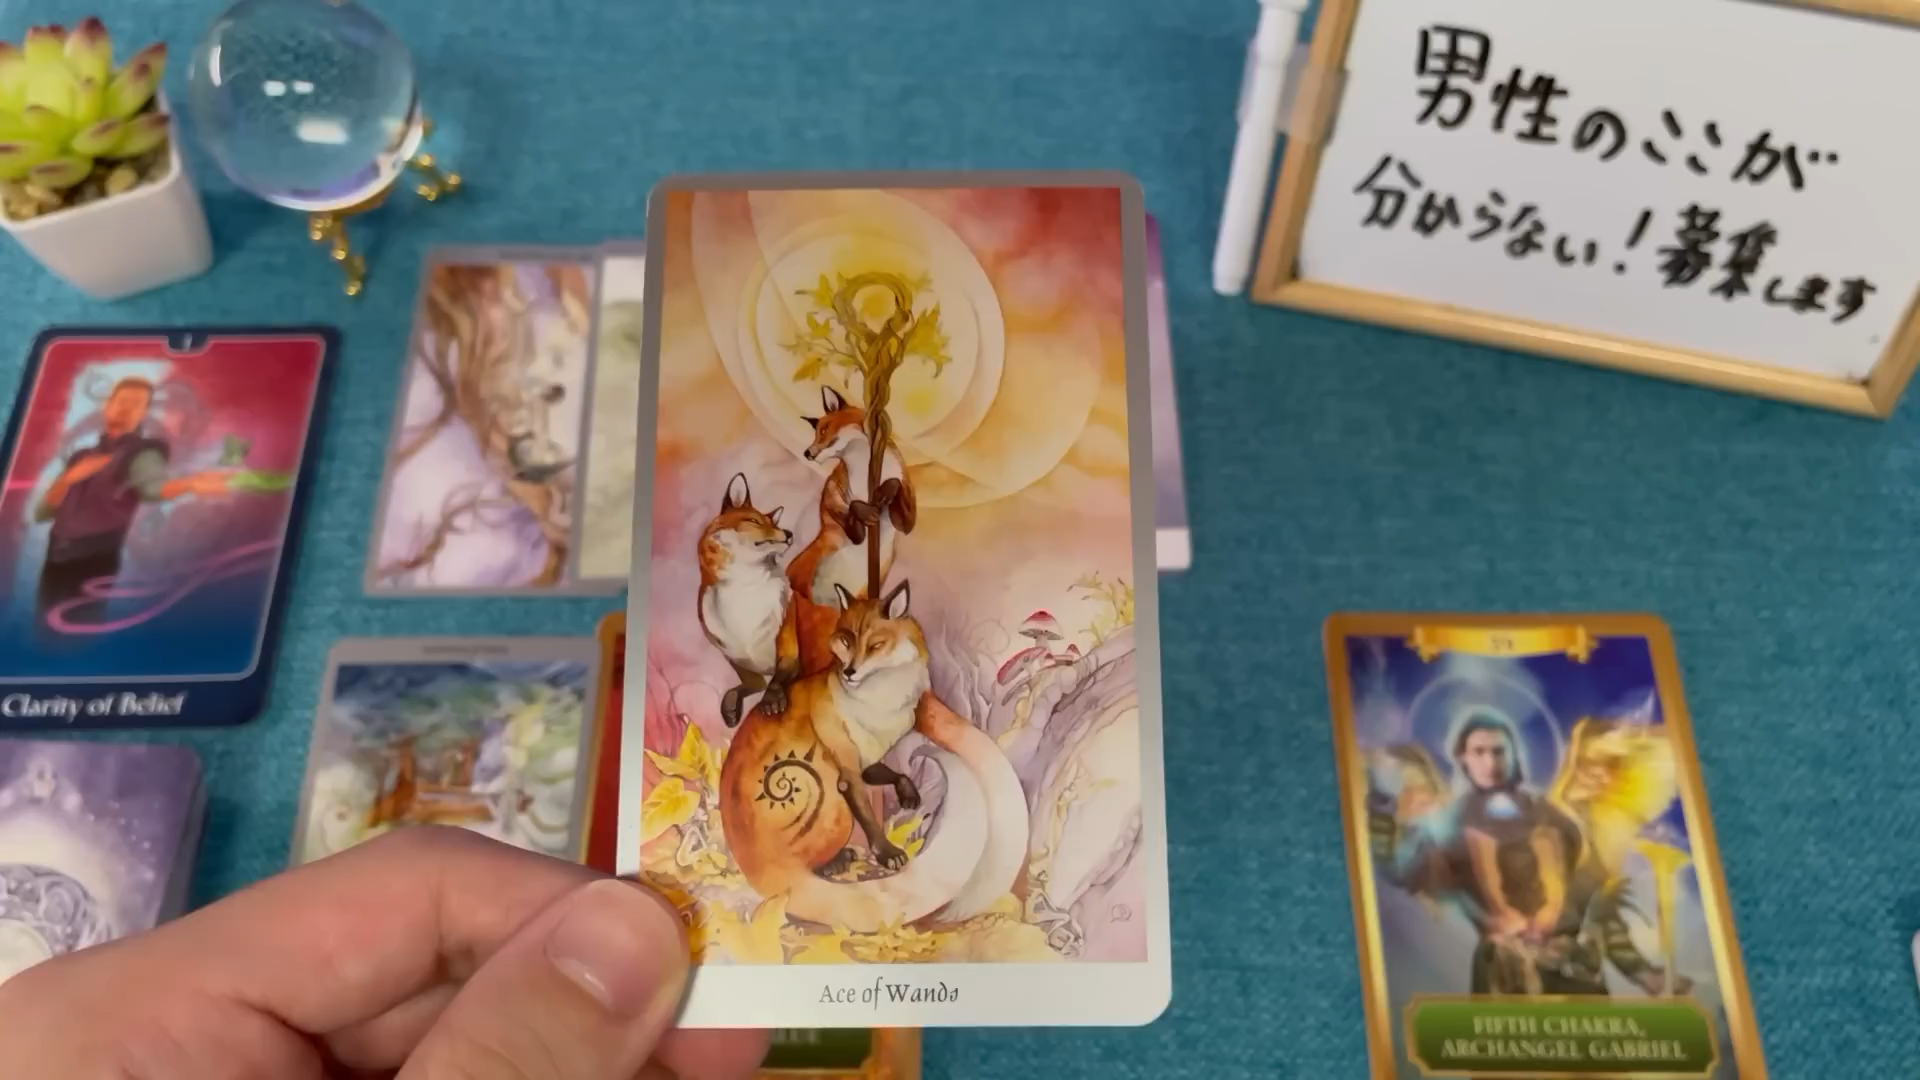 男性のここが
分からない!募集します
Clarity of Belief
Ace of Wands
FIFTH CHAKRA,
ARCHANGEL GABRIEL